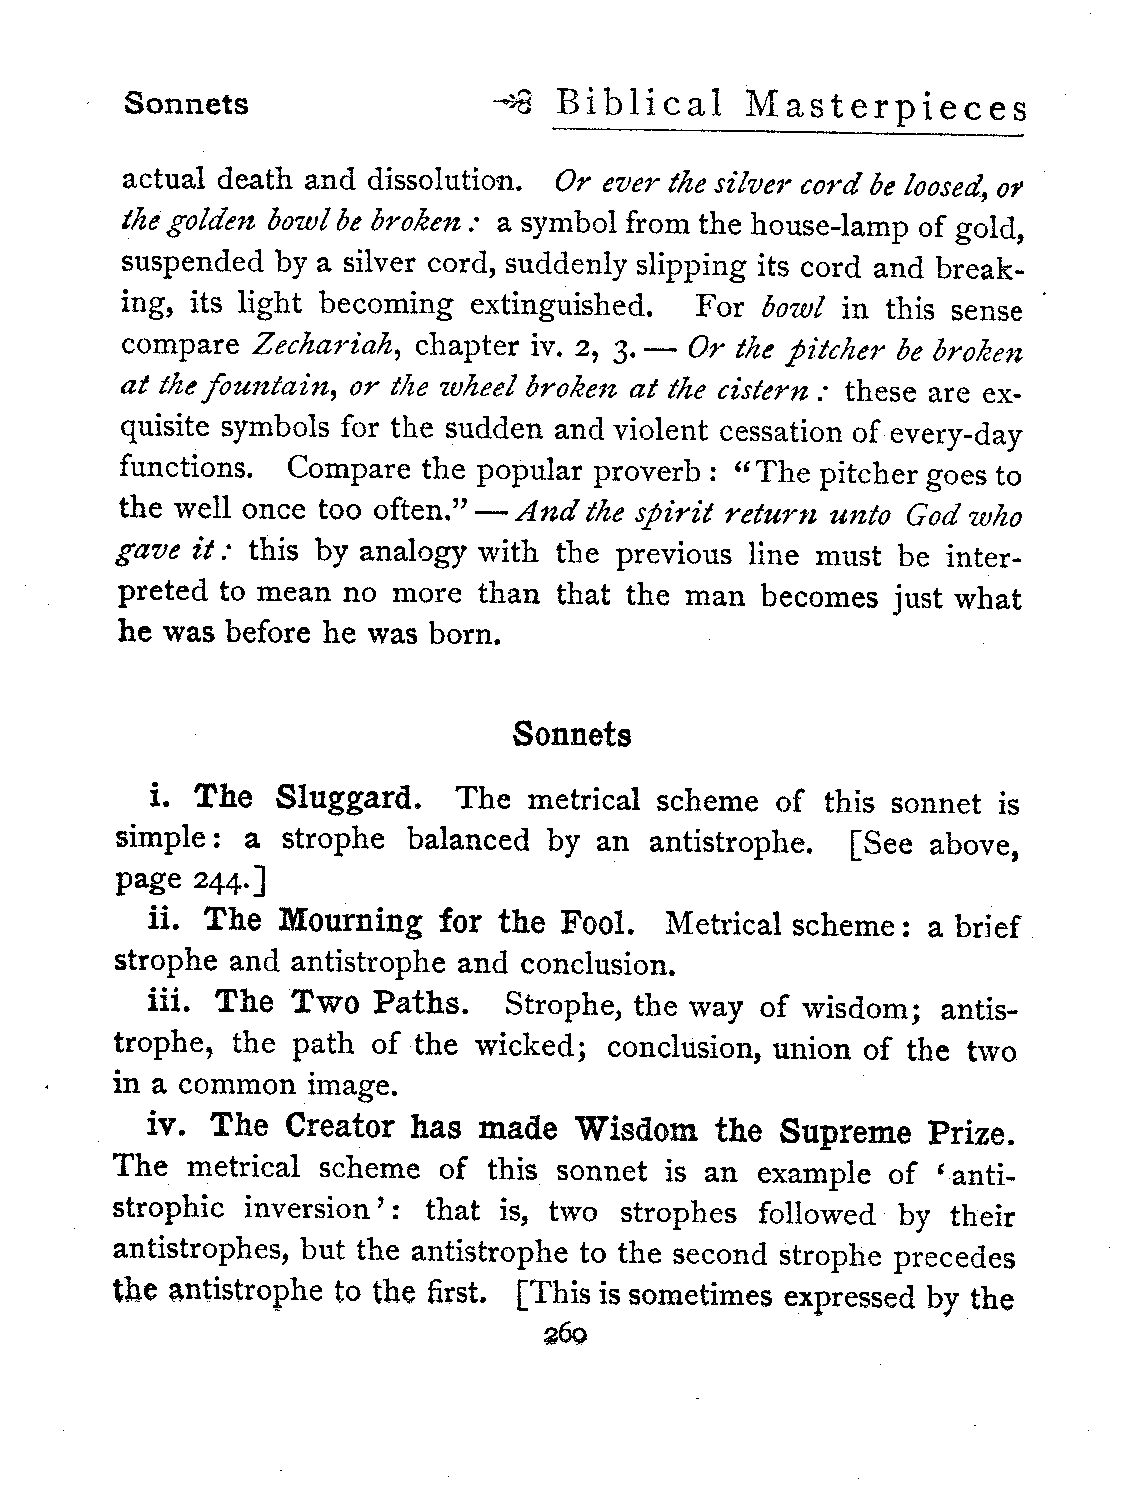 Sonnets Biblical Masterpieces
actual death and dissolution. Or ever the silver cord be loosed, or
the golden bowl be broken: a symbol from the house-lamp of gold,
suspended by a silver cord, suddenly slipping its cord and break-
ing, its light becoming extinguished. For bowl in this sense
compare Zechariah, chapter iv. 2, 3. — Or the pitcher be broken
at the fountain, or the wheel broken at the cistern: these are ex-
quisite symbols for the sudden and violent cessation of every-day
functions. Compare the popular proverb: “The pitcher goes to
the well once too often.” — And the spirit return unto God who
gave it: this by analogy with the previous line must be inter-
preted to mean no more than that the man becomes just what
he was before he was born.
Sonnets
i. The Sluggard. The metrical scheme of this sonnet is
simple: a strophe balanced by an antistrophe. [See above,
page 244.]
ii. The Mourning for the Fool. Metrical scheme: a brief
strophe and antistrophe and conclusion.
iii. The Two Paths. Strophe, the way of wisdom; antis-
trophe, the path of the wicked; conclusion, union of the two
in a common image.
iv. The Creator has made Wisdom the Supreme Prize.
The metrical scheme of this sonnet is an example of ‘anti-
strophic inversion’: that is, two strophes followed by their
antistrophes, but the antistrophe to the second strophe precedes
the antistrophe to the first. [This is sometimes expressed by the
260